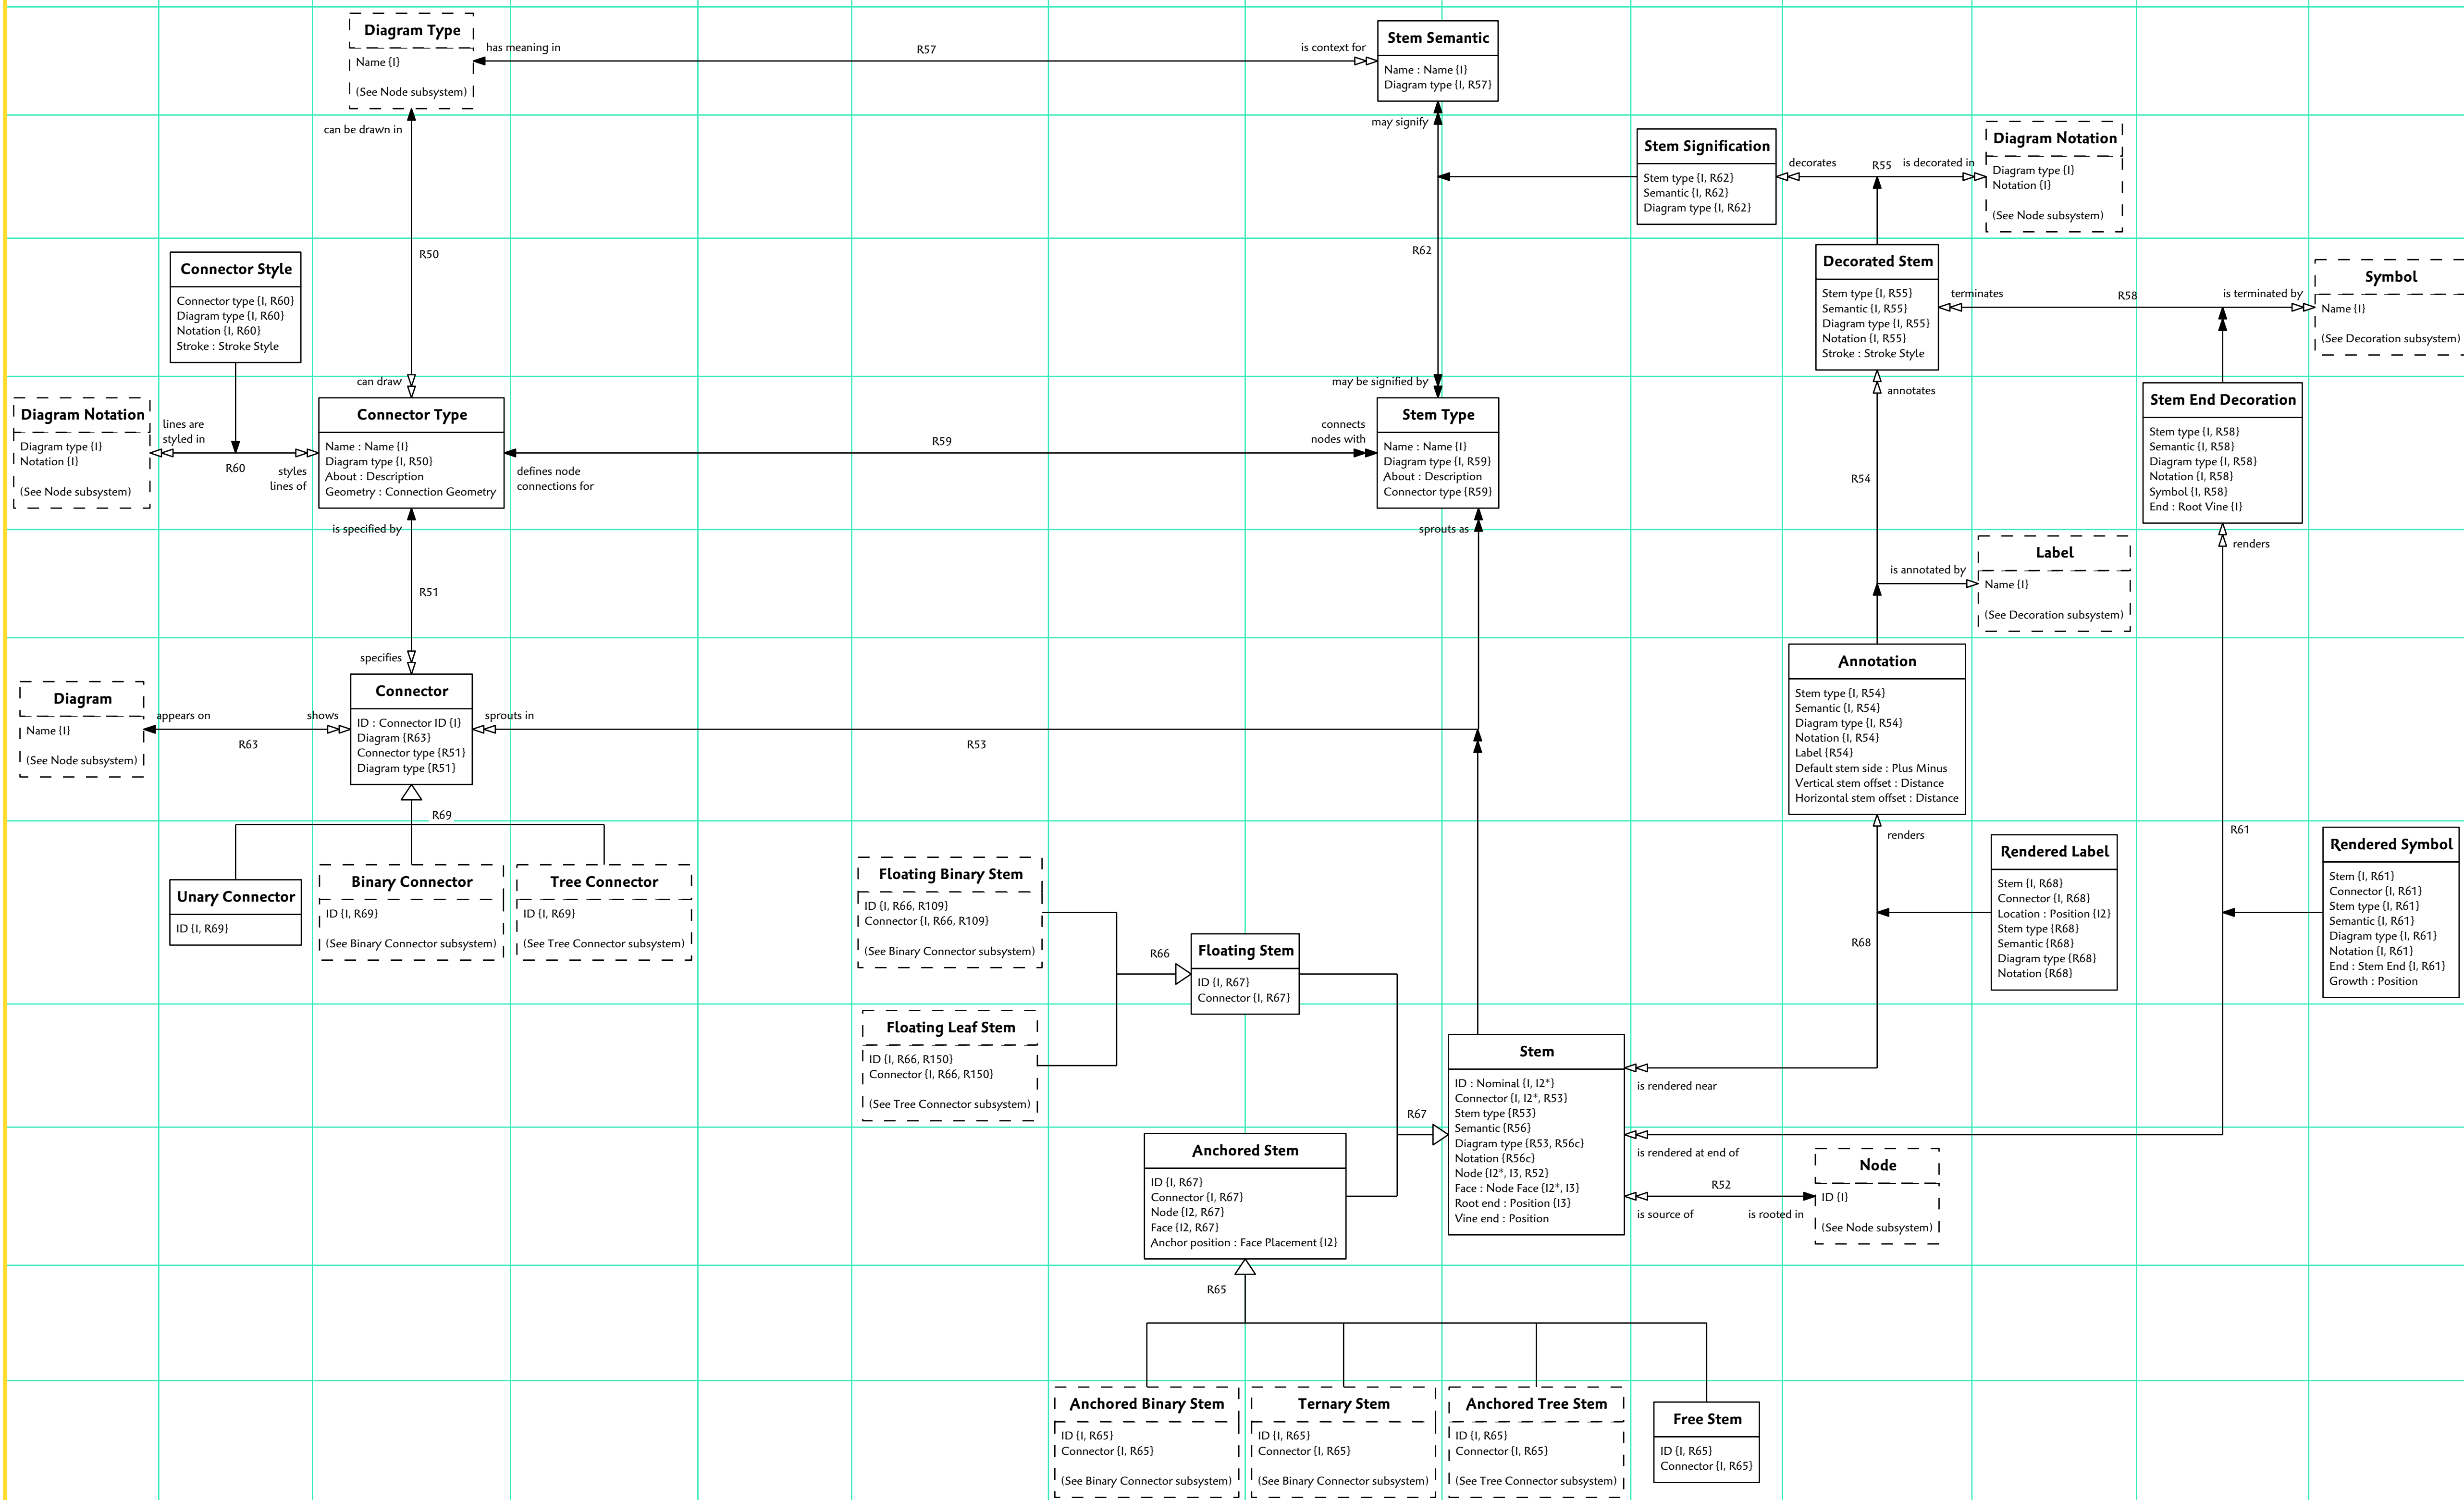 Diagram Type
Name {I}
(See Node subsystem)
has meaning in
R57
is context for
Stem Semantic
Name : Name {I}
Diagram type {I, R57}
can be drawn in
R50
can draw
may signify
R62
may be signified by
Stem Signification
Stem type {I, R62}
Semantic {I, R62}
Diagram type {I, R62}
decorates
R55
is decorated in
Diagram Notation
Diagram type {I}
Notation {I}
(See Node subsystem)
Connector Style
Connector type {I, R60}
Diagram type {I, R60}
Notation {I, R60}
Stroke : Stroke Style
Decorated Stem
Stem type {I, R55}
Semantic {I, R55}
Diagram type {I, R55}
Notation {I, R55}
Stroke : Stroke Style
terminates
R58
is terminated by
Symbol
Name {I}
(See Decoration subsystem)
Diagram Notation
Diagram type {I}
Notation {I}
(See Node subsystem)
lines are
styled in
R60
styles
lines of
Connector Type
Name : Name {I}
Diagram type {I, R50}
About : Description
Geometry : Connection Geometry
R59
defines node
connections for
connects
nodes with
Stem Type
Name : Name {I}
Diagram type {I, R59}
About : Description
Connector type {R59}
annotates
R54
Stem End Decoration
Stem type {I, R58}
Semantic {I, R58}
Diagram type {I, R58}
Notation {I, R58}
Symbol {I, R58}
End : Root Vine {I}
is specified by
R51
specifies
sprouts as
is annotated by
Label
Name {I}
(See Decoration subsystem)
renders
Diagram
Name {I}
(See Node subsystem)
appears on
R63
shows
Connector
ID : Connector ID {I}
Diagram {R63}
Connector type {R51}
Diagram type {R51}
sprouts in
R53
Annotation
Stem type {I, R54}
Semantic {I, R54}
Diagram type {I, R54}
Notation {I, R54}
Label {R54}
Default stem side : Plus Minus
Vertical stem offset : Distance
Horizontal stem offset : Distance
R69
Unary Connector
ID {I, R69}
Binary Connector
ID {I, R69}
(See Binary Connector subsystem)
Tree Connector
ID {I, R69}
(See Tree Connector subsystem)
Floating Binary Stem
ID {I, R66, R109}
Connector {I, R66, R109}
(See Binary Connector subsystem)
R66
Floating Stem
ID {I, R67}
Connector {I, R67}
renders
R68
Rendered Label
Stem {I, R68}
Connector {I, R68}
Location : Position {I2}
Stem type {R68}
Semantic {R68}
Diagram type {R68}
Notation {R68}
R61
Rendered Symbol
Stem {I, R61}
Connector {I, R61}
Stem type {I, R61}
Semantic {I, R61}
Diagram type {I, R61}
Notation {I, R61}
End : Stem End {I, R61}
Growth : Position
Floating Leaf Stem
ID {I, R66, R150}
Connector {I, R66, R150}
(See Tree Connector subsystem)
R67
Stem
ID : Nominal {I, I2*}
Connector {I, I2*, R53}
Stem type {R53}
Semantic {R56}
Diagram type {R53, R56c}
Notation {R56c}
Node {I2*, I3, R52}
Face : Node Face {I2*, I3}
Root end : Position {I3}
Vine end : Position
is rendered near
is rendered at end of
R52
is source of
is rooted in
Node
ID {I}
(See Node subsystem)
Anchored Stem
ID {I, R67}
Connector {I, R67}
Node {I2, R67}
Face {I2, R67}
Anchor position : Face Placement {I2}
R65
Anchored Binary Stem
ID {I, R65}
Connector {I, R65}
(See Binary Connector subsystem)
Ternary Stem
ID {I, R65}
Connector {I, R65}
(See Binary Connector subsystem)
Anchored Tree Stem
ID {I, R65}
Connector {I, R65}
(See Tree Connector subsystem)
Free Stem
ID {I, R65}
Connector {I, R65}